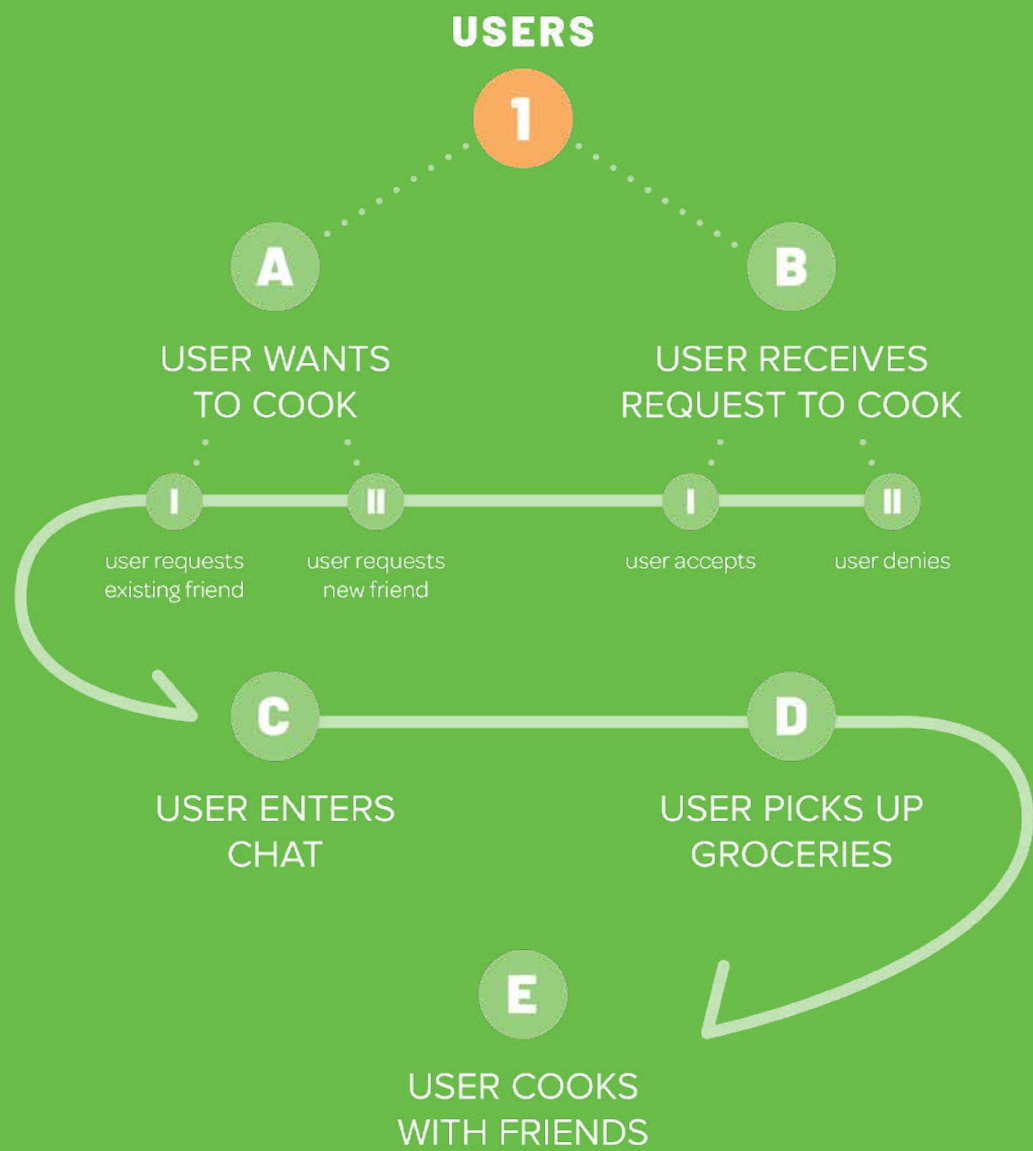 USERS
1
A
B
USER WANTS
TO COOK
USER RECEIVES
REQUEST TO COOK
I
II
I
II
user requests
existing friend
user requests
new friend
user accepts
user denies
C
D
USER ENTERS
CHAT
USER PICKS UP
GROCERIES
E
USER COOKS
WITH FRIENDS